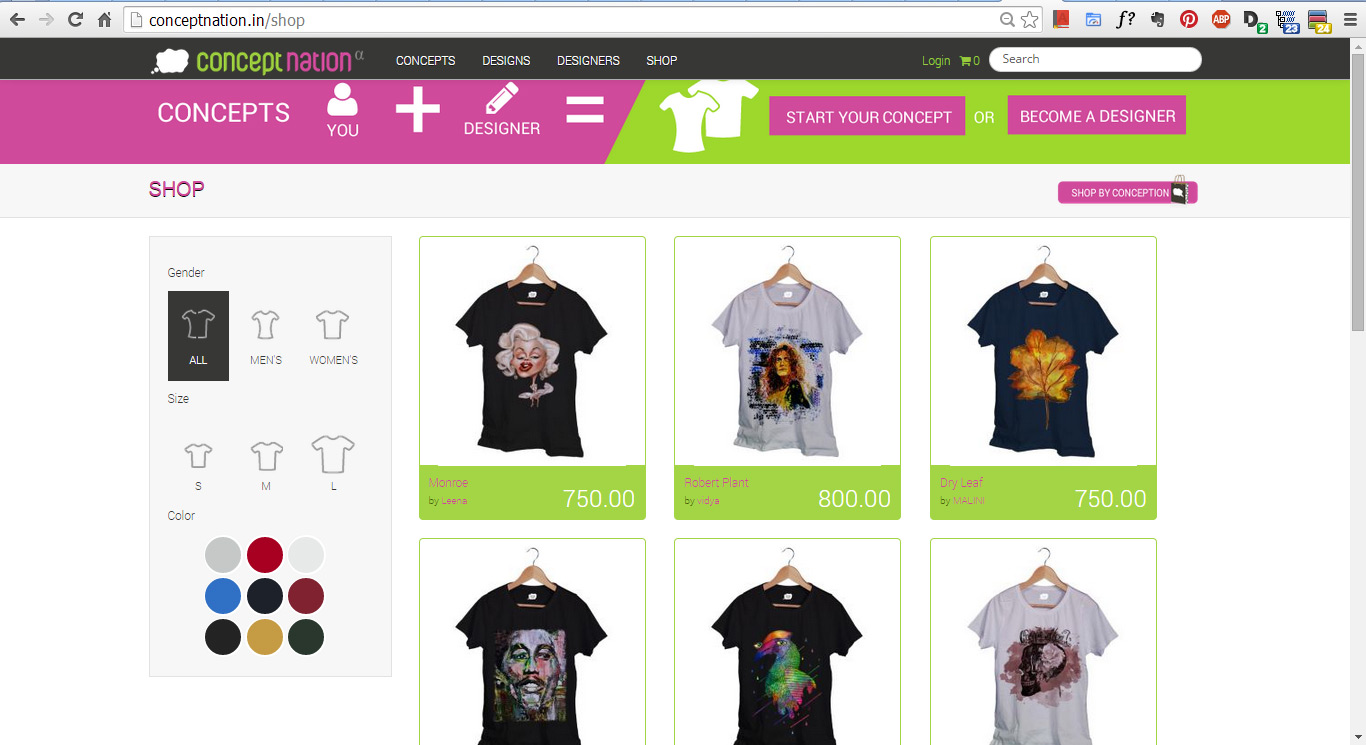 conceptnation.in/shop
f?
ABP
2
23
24
conceptnation α
CONCEPTS
DESIGNS
DESIGNERS
SHOP
Login
0
Search
CONCEPTS
YOU
+
DESIGNER
=
START YOUR CONCEPT
OR
BECOME A DESIGNER
SHOP
SHOP BY CONCEPTION
Gender
ALL
MEN'S
WOMEN'S
Size
S
M
L
Color
Monroe
by Leena
750.00
Robert Plant
by vidya
800.00
Dry Leaf
by MALINI
750.00